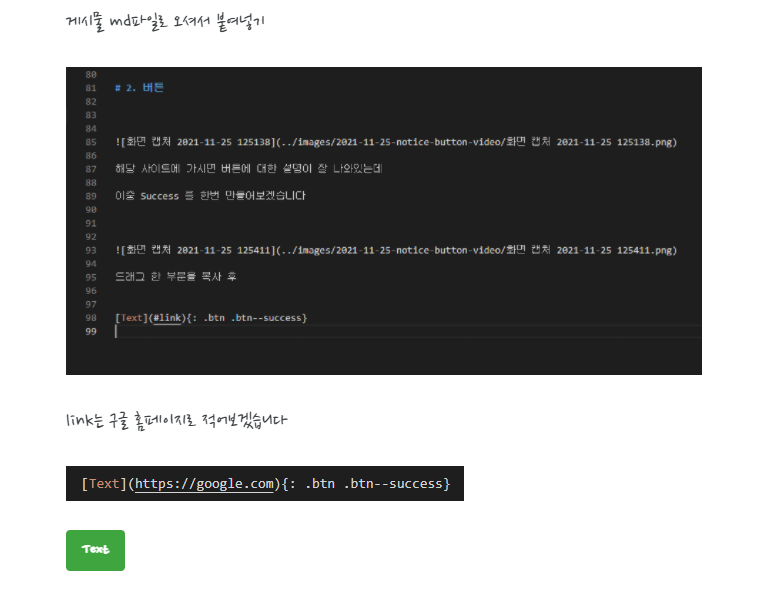 게시물 md파일로 오셔서 붙여넣기
80
81 # 2. 버튼
82
83
84
85 ![화면 캡처 2021-11-25 125138](../images/2021-11-25-notice-button-video/화면 캡처 2021-11-25 125138.png)
86
87 해당 사이트에 가시면 버튼에 대한 설명이 잘 나와있는데
88
89 이중 Success 를 한번 만들어보겠습니다
90
91
92
93 ![화면 캡처 2021-11-25 125411](../images/2021-11-25-notice-button-video/화면 캡처 2021-11-25 125411.png)
94
95 드래그 한 부분을 복사 후
96
97
98 [Text](#link){: .btn .btn--success}
99
link는 구글 홈페이지로 적어보겠습니다
[Text](https://google.com){: .btn .btn--success}
Text